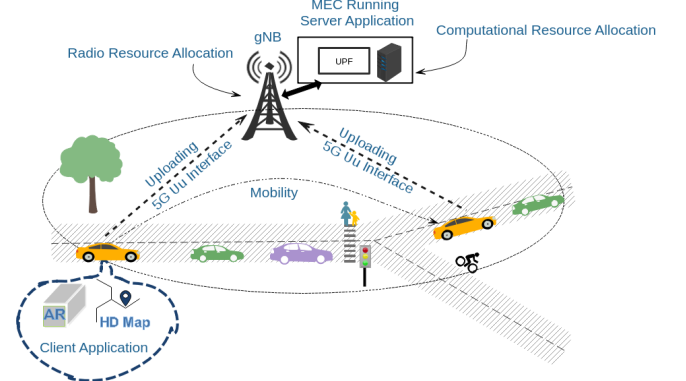 MEC Running
Server Application
gNB
Computational Resource Allocation
Radio Resource Allocation
UPF
Uploading
5G Uu Interface
Uploading
5G Uu Interface
Mobility
AR
HD Map
Client Application